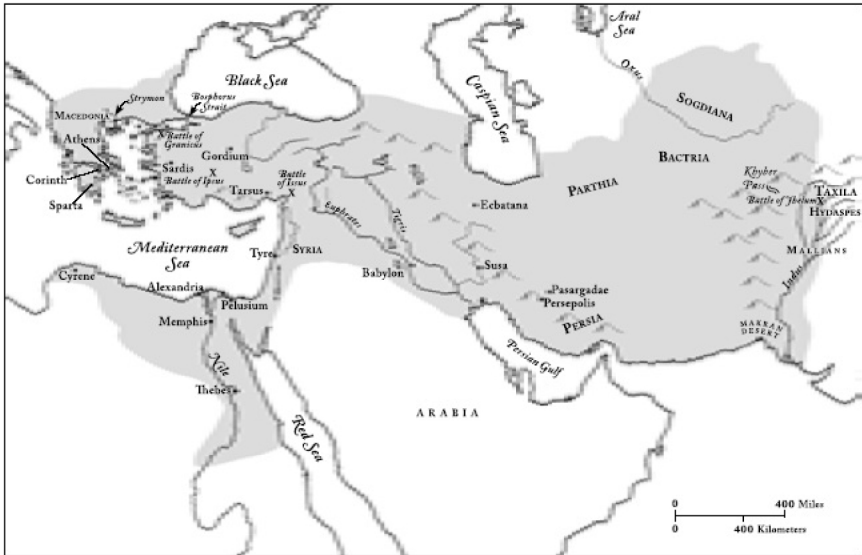 Aral
Sea
Oxus
Black Sea
Caspian Sea
Strymon
Bosphorus
Strait
SOGDIANA
MACEDONIA
Battle of
Granicus
Athens
Gordium
BACTRIA
Khyber
Pass
TAXILA
Sardis
Battle of Ipsus
X
Battle
of Issus
X
PARTHIA
Battle of Jhelum
X
HYDASPES
Corinth
Tarsus
Sparta
Ecbatana
Euphrates
Tigris
Mediterranean
Sea
Tyre
SYRIA
MALLIANS
Cyrene
Babylon
Susa
Indus
Alexandria
Pelusium
Pasargadae
Persepolis
Memphis
PERSIA
MAKRAN
DESERT
Nile
Persian Gulf
Thebes
ARABIA
Red Sea
0 400 Miles
0 400 Kilometers